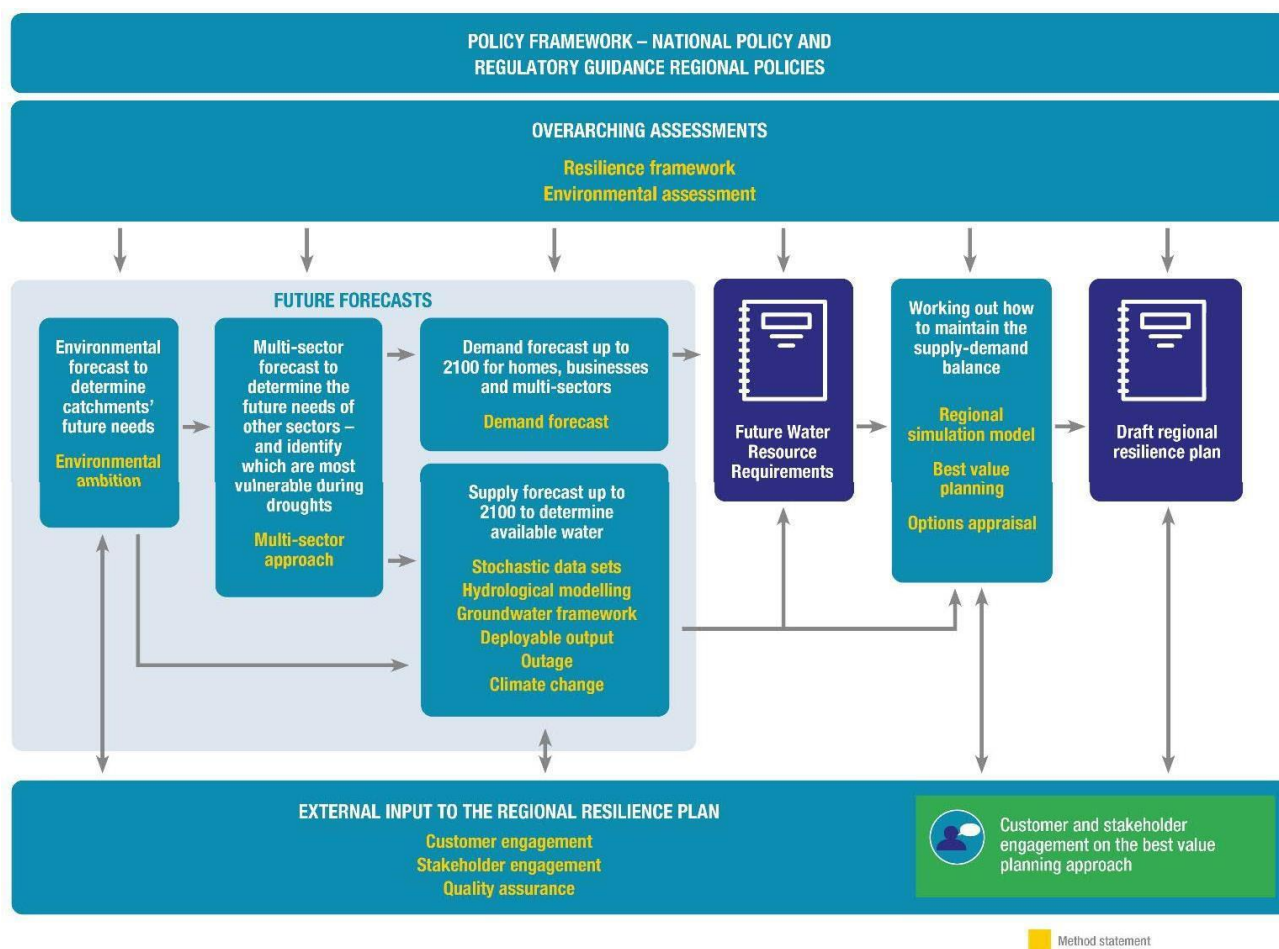 POLICY FRAMEWORK – NATIONAL POLICY AND
REGULATORY GUIDANCE REGIONAL POLICIES
OVERARCHING ASSESSMENTS
Resilience framework
Environmental assessment
FUTURE FORECASTS
Environmental
forecast to
determine
catchments'
future needs
Environmental
ambition
Multi-sector
forecast to
determine the
future needs of
other sectors –
and identify
which are most
vulnerable during
droughts
Multi-sector
approach
Demand forecast up to
2100 for homes, businesses
and multi-sectors
Demand forecast
Supply forecast up to
2100 to determine
available water
Stochastic data sets
Hydrological modelling
Groundwater framework
Deployable output
Outage
Climate change
Future Water
Resource
Requirements
Working out how
to maintain the
supply-demand
balance
Regional
simulation model
Best value
planning
Options appraisal
Draft regional
resilience plan
EXTERNAL INPUT TO THE REGIONAL RESILIENCE PLAN
Customer engagement
Stakeholder engagement
Quality assurance
Customer and stakeholder
engagement on the best value
planning approach
Method statement